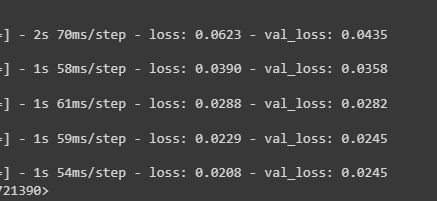 =] - 2s 70ms/step - loss: 0.0623 - val_loss: 0.0435
=] - 1s 58ms/step - loss: 0.0390 - val_loss: 0.0358
=] - 1s 61ms/step - loss: 0.0288 - val_loss: 0.0282
=] - 1s 59ms/step - loss: 0.0229 - val_loss: 0.0245
=] - 1s 54ms/step - loss: 0.0208 - val_loss: 0.0245
721390>